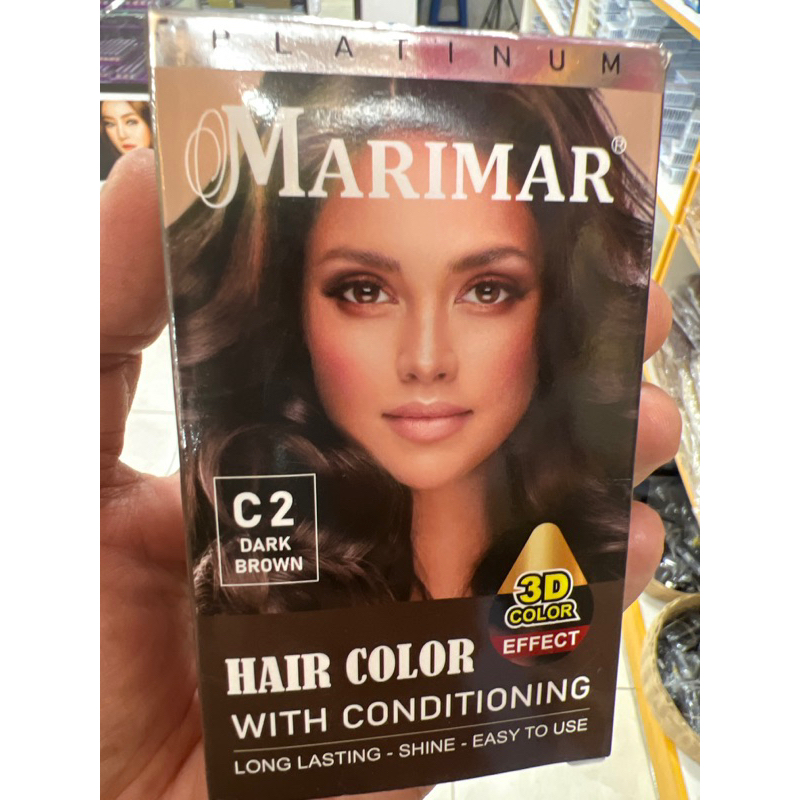 PLATINUM
MARIMAR®
C2
DARK
BROWN
3D
COLOR
EFFECT
HAIR COLOR
WITH CONDITIONING
LONG LASTING - SHINE - EASY TO USE